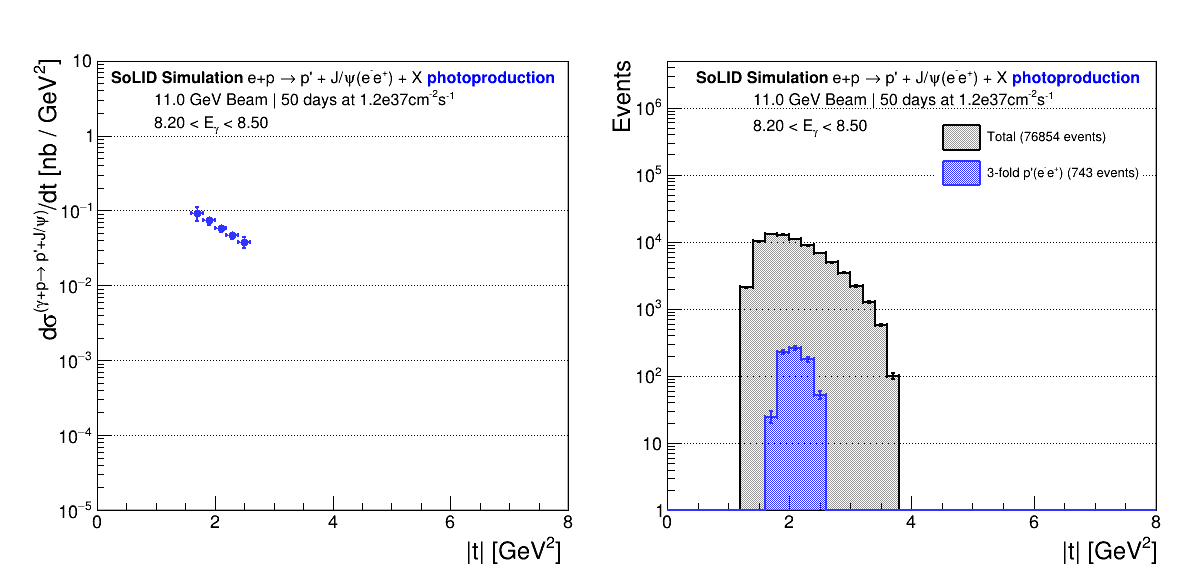 SoLID Simulation e+p → p' + J/ψ(e⁻e⁺) + X photoproduction
11.0 GeV Beam | 50 days at 1.2e37cm⁻²s⁻¹
8.20 < Eγ < 8.50
dσ(γ+p→ p'+J/ψ)/dt [nb / GeV²]
10
1
10⁻¹
10⁻²
10⁻³
10⁻⁴
10⁻⁵
0 2 4 6 8
|t| [GeV²]
SoLID Simulation e+p → p' + J/ψ(e⁻e⁺) + X photoproduction
11.0 GeV Beam | 50 days at 1.2e37cm⁻²s⁻¹
8.20 < Eγ < 8.50
Total (76854 events)
3-fold p'(e⁻e⁺) (743 events)
Events
10⁶
10⁵
10⁴
10³
10²
10
1
0 2 4 6 8
|t| [GeV²]